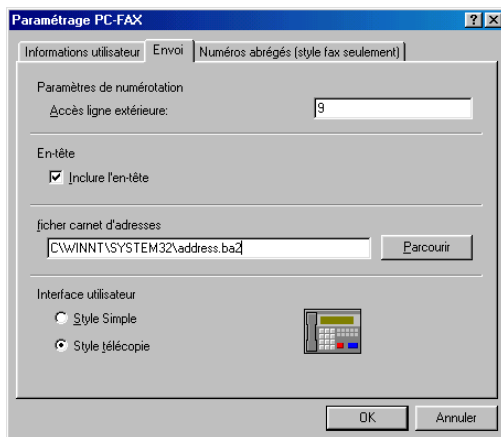 Paramétrage PC-FAX
Informations utilisateur Envoi Numéros abrégés (style fax seulement)
Paramètres de numérotation
Accès ligne extérieure: 9
En-tête
Inclure l'en-tête
ficher carnet d'adresses
C\WINNT\SYSTEM32\address.ba2 Parcourir
Interface utilisateur
Style Simple
Style télécopie
OK Annuler